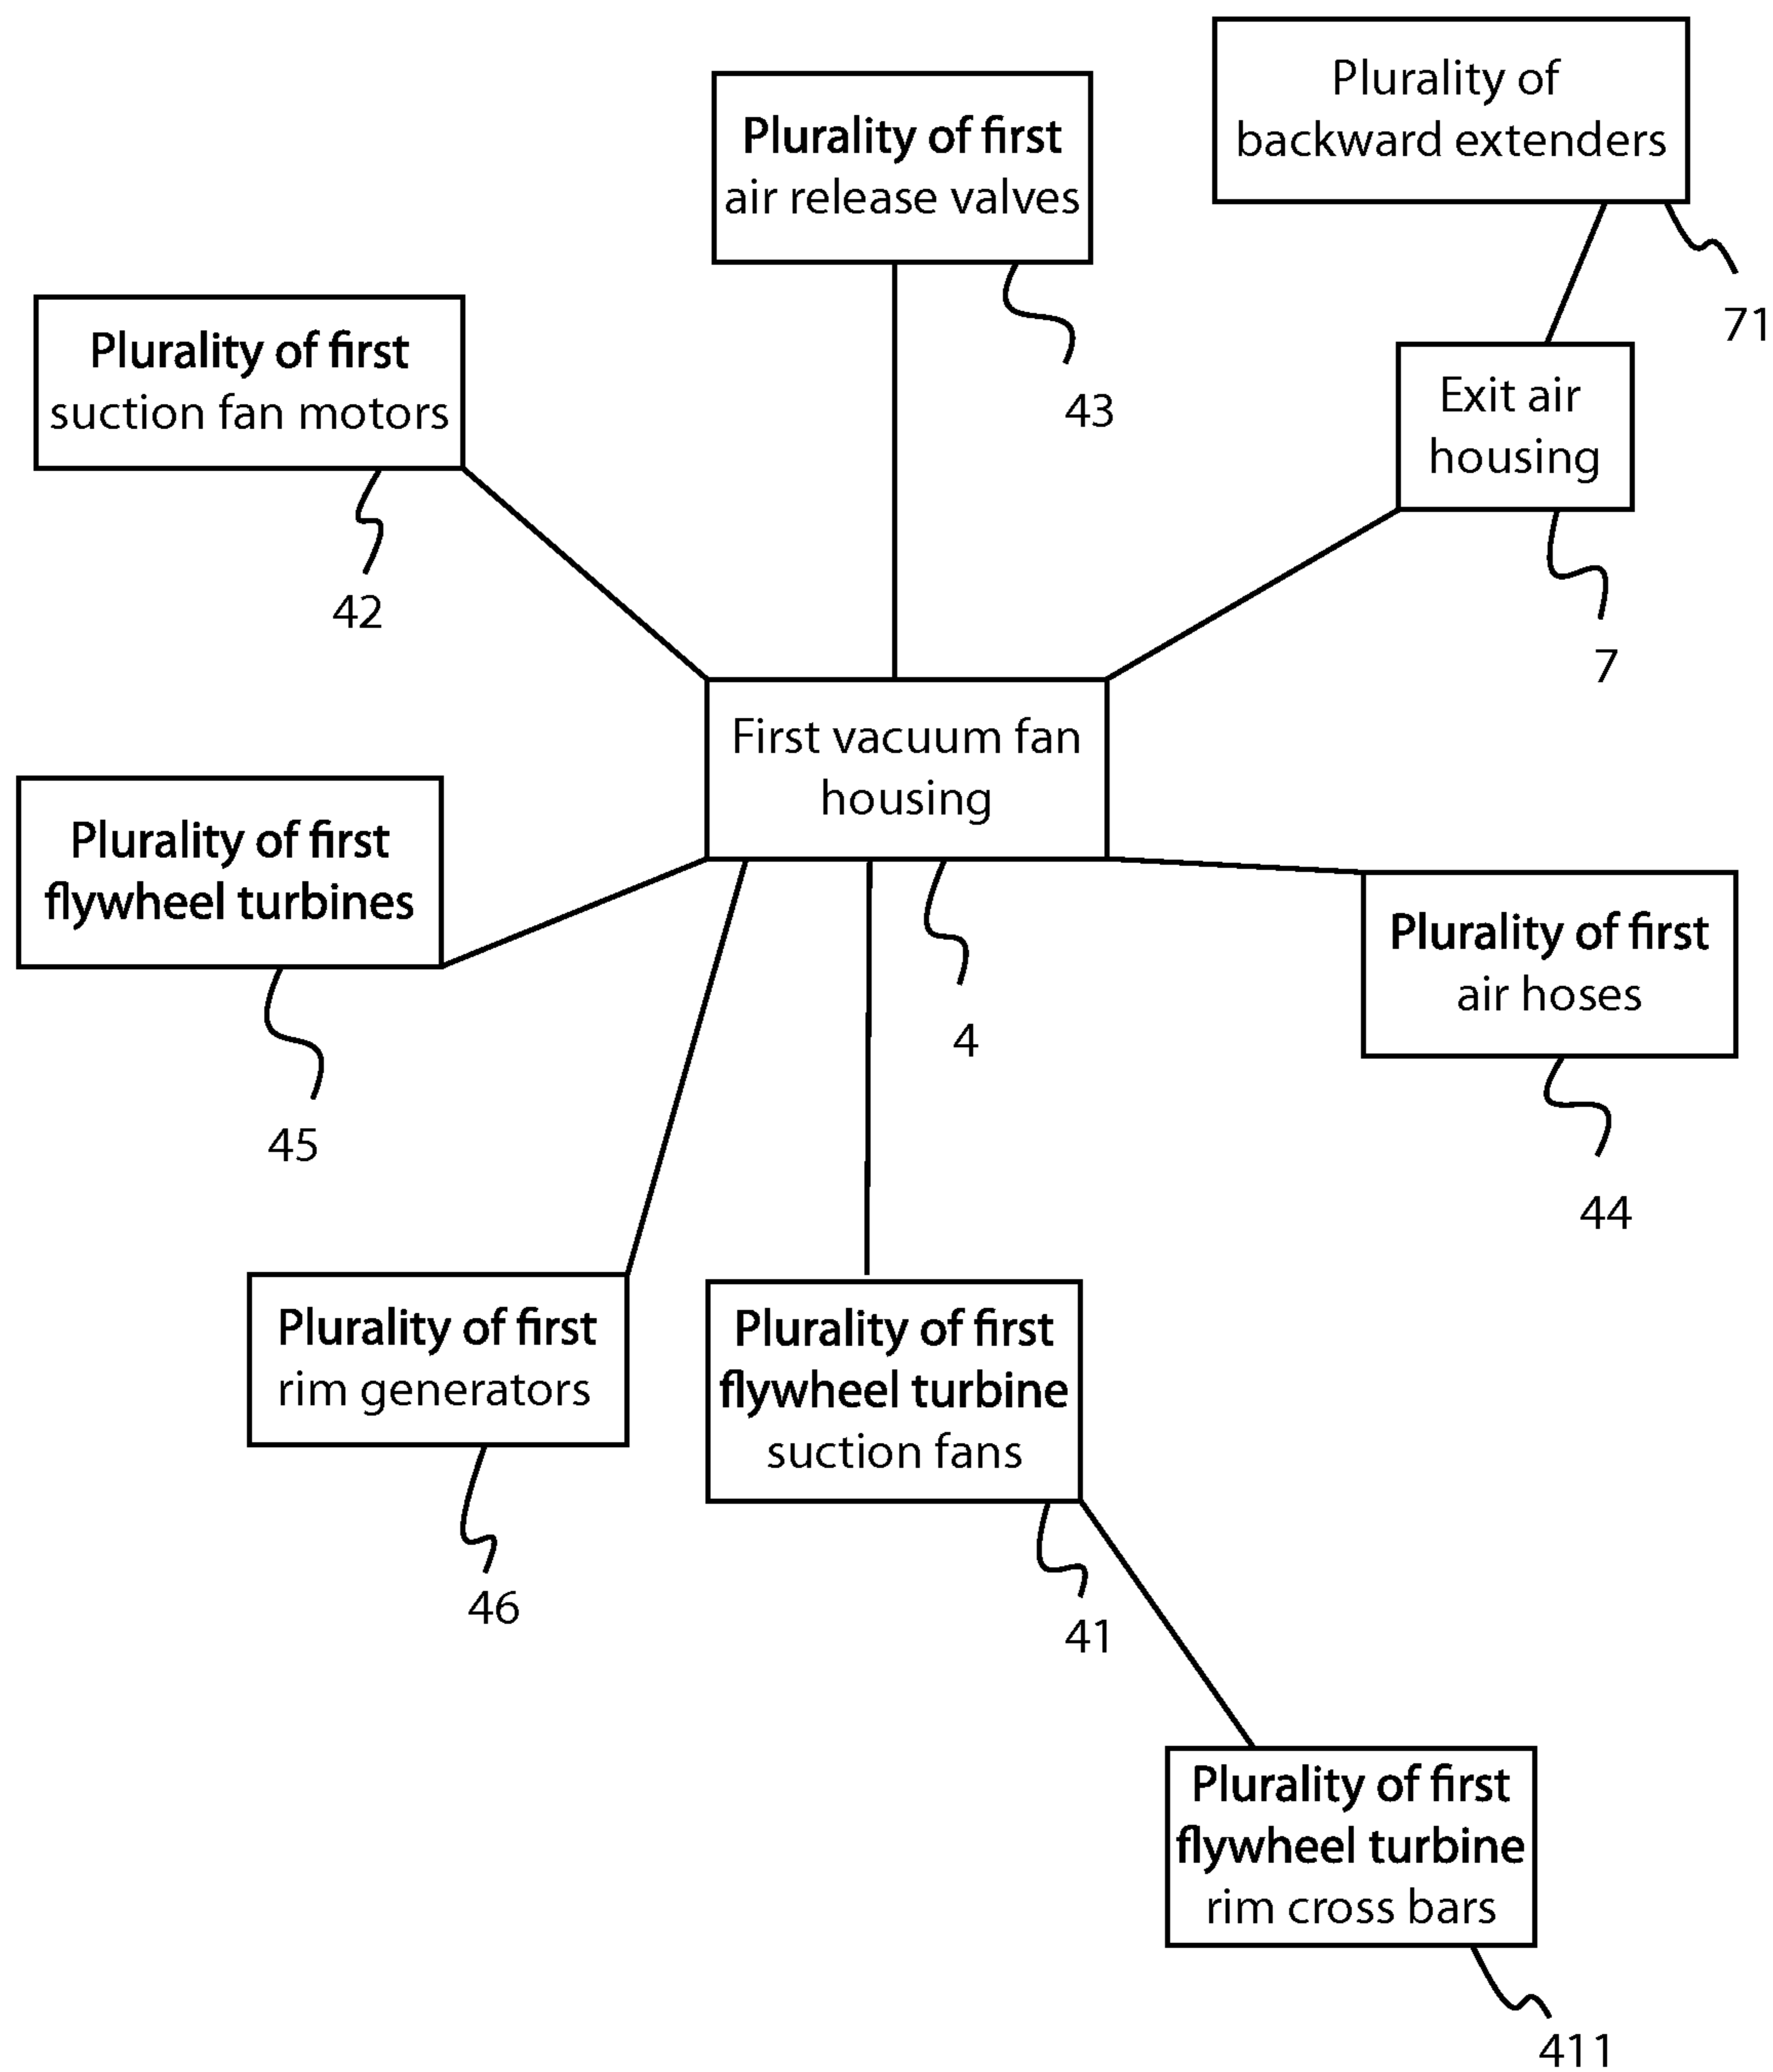 Plurality of
backward extenders
71
Plurality of first
air release valves
43
Plurality of first
suction fan motors
42
Exit air
housing
7
First vacuum fan
housing
4
Plurality of first
flywheel turbines
45
Plurality of first
air hoses
44
Plurality of first
rim generators
46
Plurality of first
flywheel turbine
suction fans
41
Plurality of first
flywheel turbine
rim cross bars
411